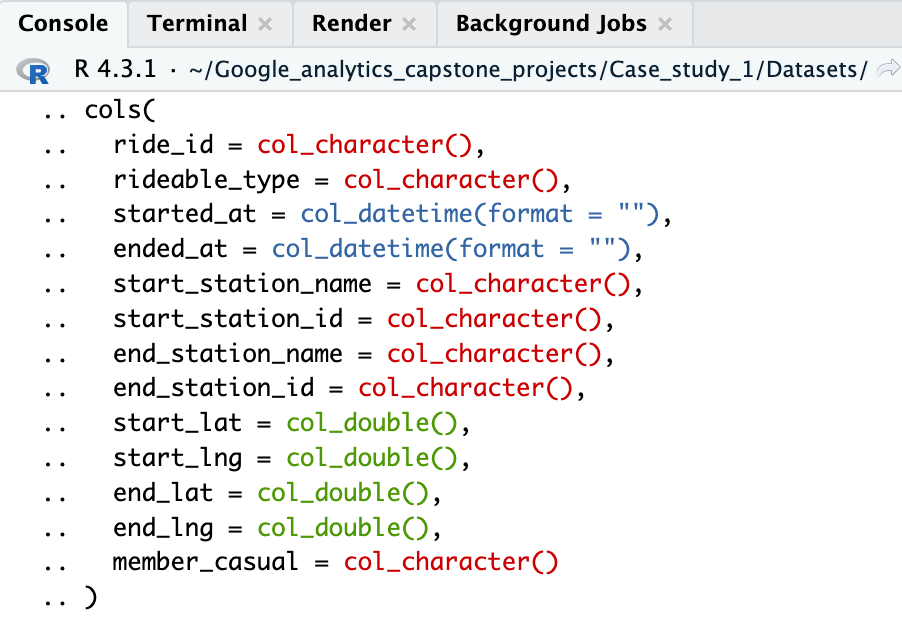 Console Terminal × Render × Background Jobs ×
R R 4.3.1 · ~/Google_analytics_capstone_projects/Case_study_1/Datasets/
.. cols(
..   ride_id = col_character(),
..   rideable_type = col_character(),
..   started_at = col_datetime(format = ""),
..   ended_at = col_datetime(format = ""),
..   start_station_name = col_character(),
..   start_station_id = col_character(),
..   end_station_name = col_character(),
..   end_station_id = col_character(),
..   start_lat = col_double(),
..   start_lng = col_double(),
..   end_lat = col_double(),
..   end_lng = col_double(),
..   member_casual = col_character()
.. )